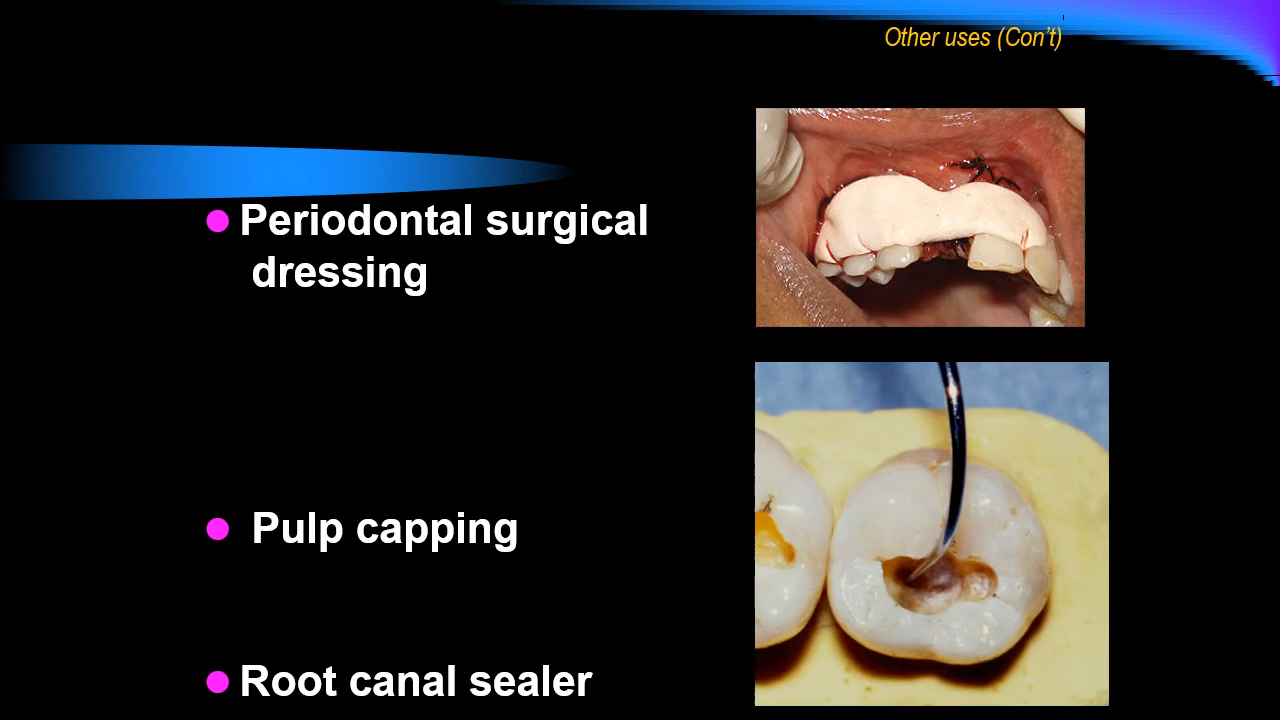 Other uses (Con't)
Periodontal surgical
dressing
Pulp capping
Root canal sealer